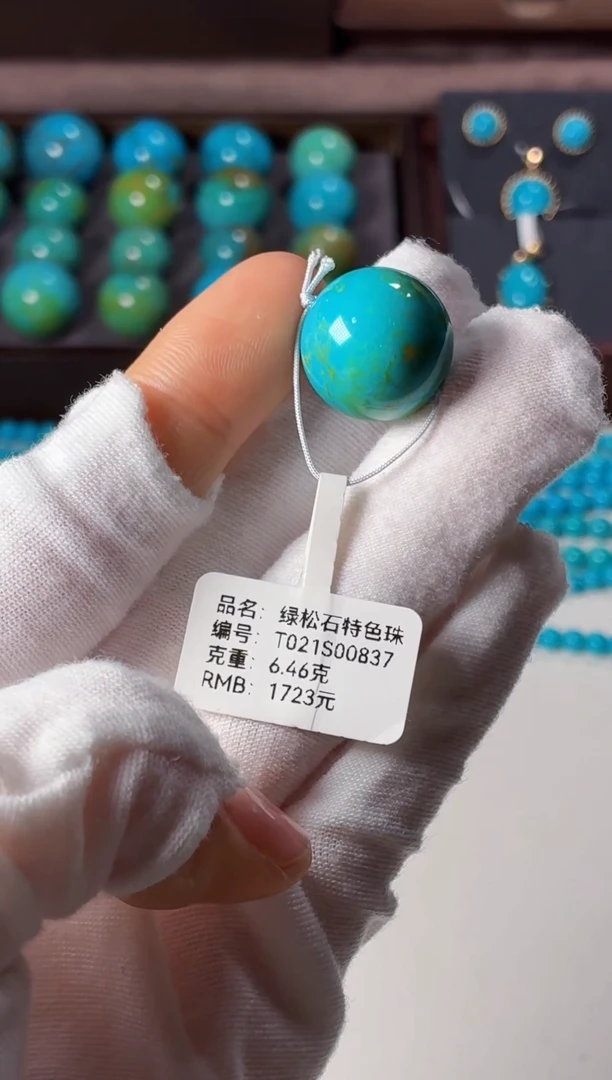 品名: 绿松石特色珠
编号: T021S00837
克重: 6.46克
RMB: 1723元